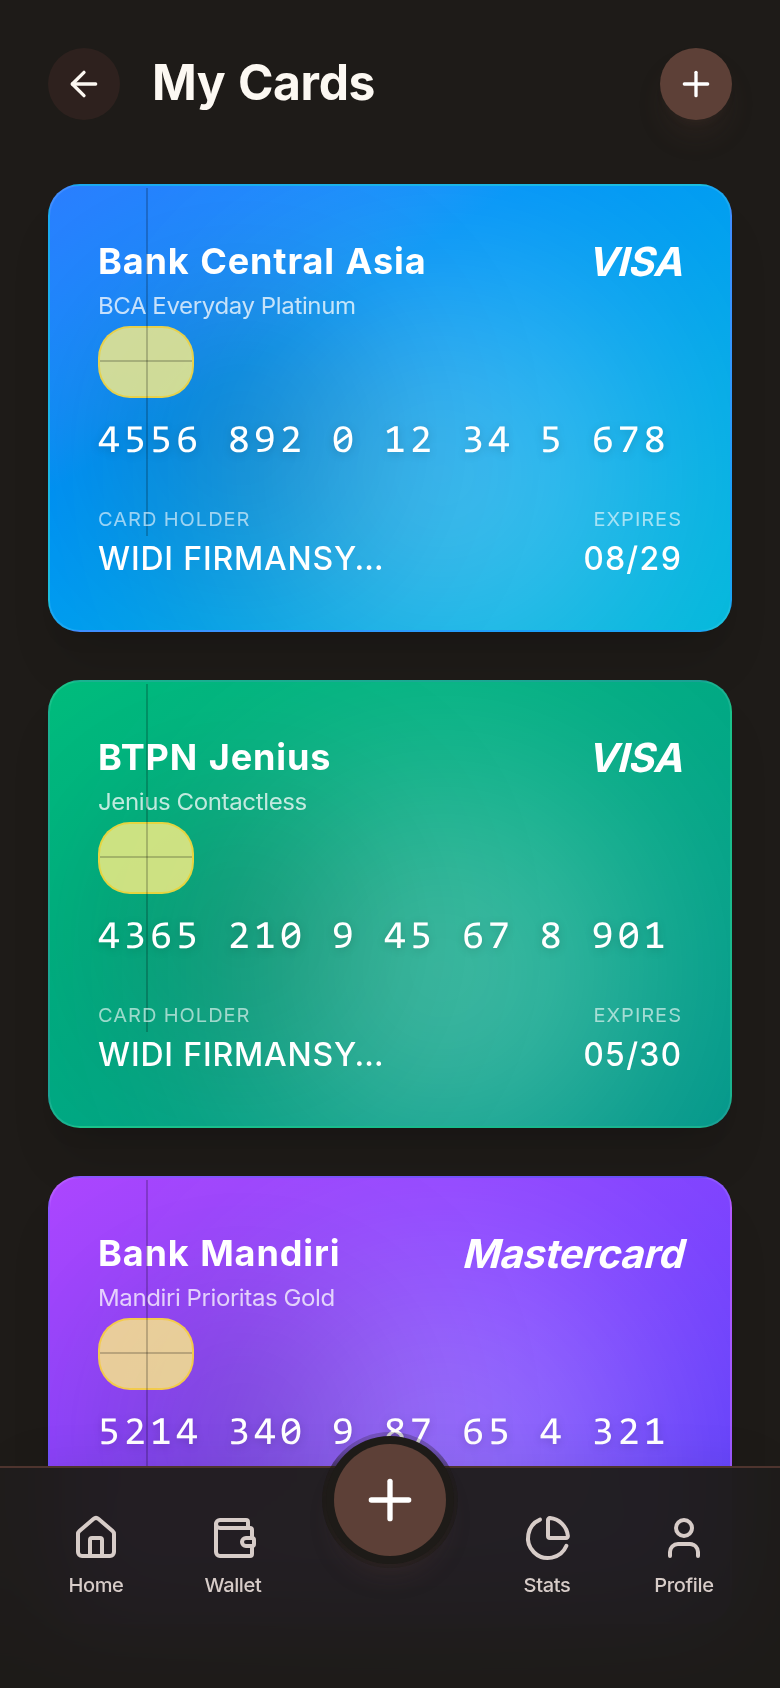 My Cards
Bank Central Asia VISA
BCA Everyday Platinum
4556 892 0 12 34 5 678
CARD HOLDER EXPIRES
WIDI FIRMANSY... 08/29
BTPN Jenius VISA
Jenius Contactless
4365 210 9 45 67 8 901
CARD HOLDER EXPIRES
WIDI FIRMANSY... 05/30
Bank Mandiri Mastercard
Mandiri Prioritas Gold
5214 340 9 87 65 4 321
Home Wallet Stats Profile